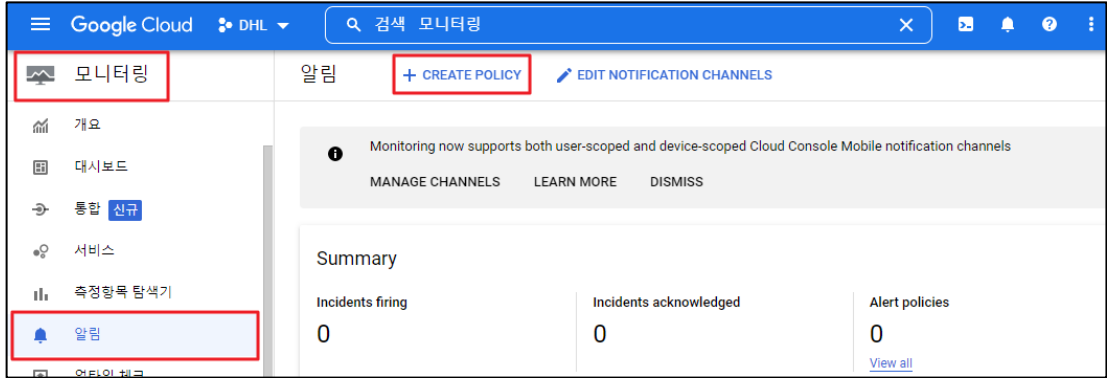 Google Cloud DHL 검색 모니터링
모니터링
알림 + CREATE POLICY EDIT NOTIFICATION CHANNELS
개요
대시보드
통합 신규
서비스
측정항목 탐색기
알림
Monitoring now supports both user-scoped and device-scoped Cloud Console Mobile notification channels
MANAGE CHANNELS LEARN MORE DISMISS
Summary
Incidents firing Incidents acknowledged Alert policies
0 0 0
View all